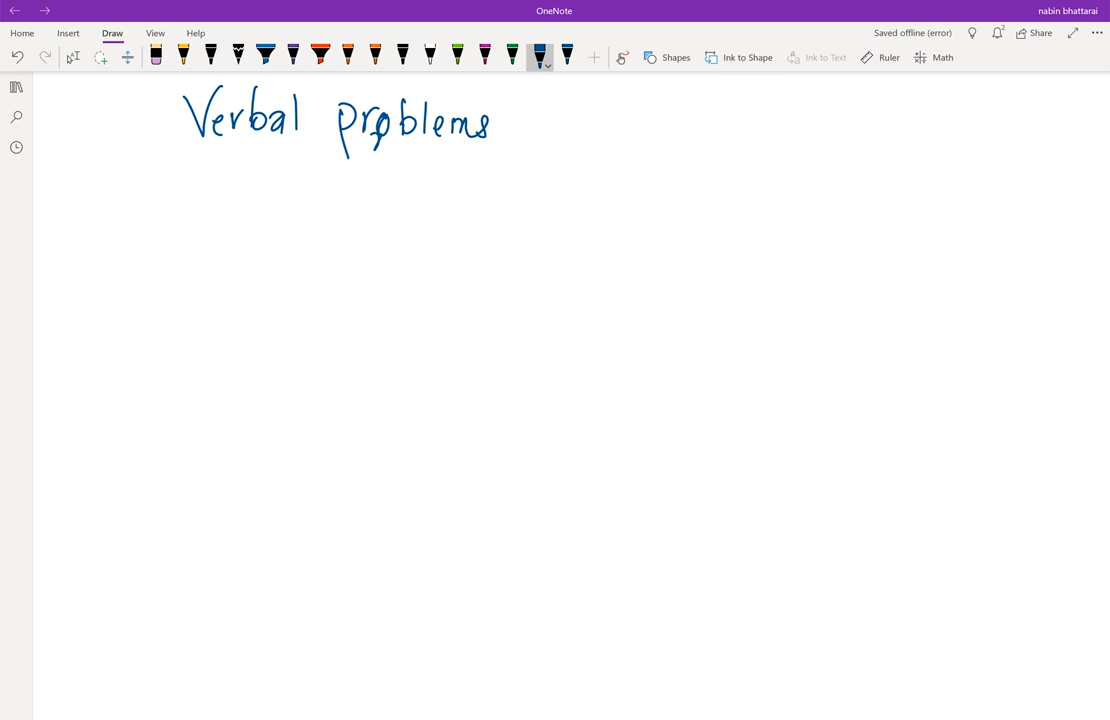 OneNote
nabin bhattarai
Home Insert Draw View Help
Saved offline (error)
2
Share
Shapes
Ink to Shape
Ink to Text
Ruler
Math
Verbal problems